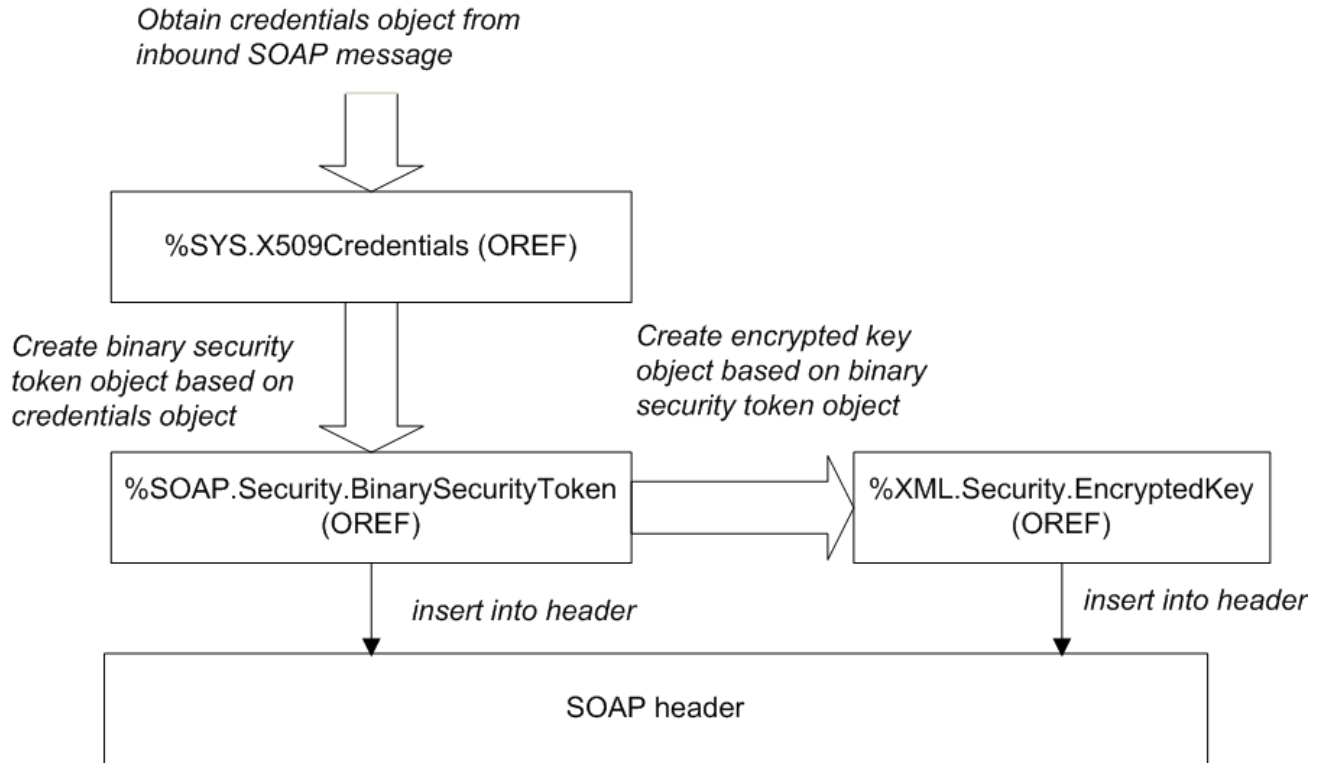 Obtain credentials object from
inbound SOAP message
%SYS.X509Credentials (OREF)
Create binary security
token object based on
credentials object
Create encrypted key
object based on binary
security token object
%SOAP.Security.BinarySecurityToken
(OREF)
%XML.Security.EncryptedKey
(OREF)
insert into header
insert into header
SOAP header